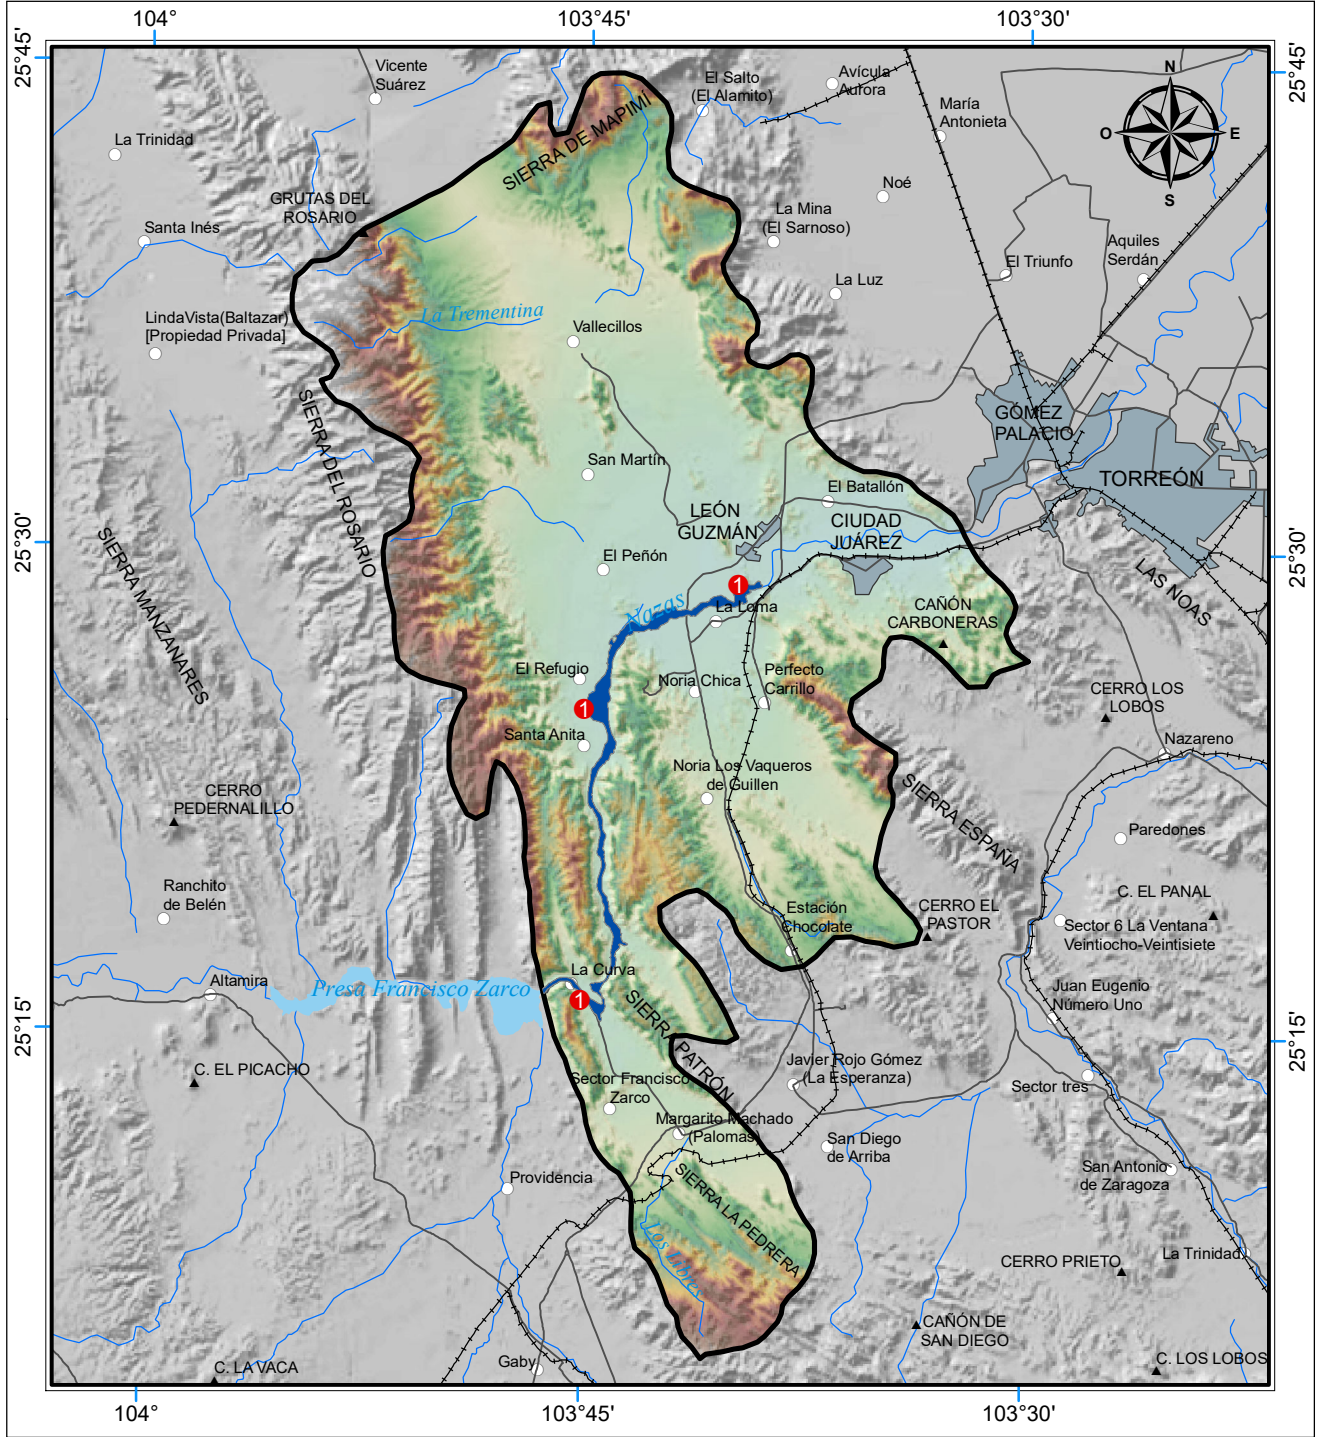 104°
103°45'
103°30'
25°45'
25°45'
Vicente
Suárez
El Salto
(El Alamito)
Avícula
Aurora
María
Antonieta
N
O
E
S
La Trinidad
SIERRA DE MAPIMI
GRUTAS DEL
ROSARIO
Noé
La Mina
(El Sarnoso)
Santa Inés
Aquiles
Serdán
El Triunfo
La Luz
LindaVista(Baltazar)
[Propiedad Privada]
La Trementina
Vallecillos
SIERRA DEL ROSARIO
GÓMEZ
PALACIO
TORREÓN
San Martín
El Batallón
LEÓN
GUZMÁN
CIUDAD
JUÁREZ
25°30'
25°30'
SIERRA MANZANARES
El Peñón
LAS NOAS
1
Nazas
La Loma
CAÑÓN
CARBONERAS
El Refugio
Noria Chica
Perfecto
Carrillo
CERRO LOS
LOBOS
1
Santa Anita
Nazareno
Noria Los Vaqueros
de Guillen
SIERRA ESPAÑA
CERRO
PEDERNALILLO
Paredones
Ranchito
de Belén
C. EL PANAL
Estación
Chocolate
CERRO EL
PASTOR
Sector 6 La Ventana
Veintiocho-Veintisiete
La Curva
Altamira
Presa Francisco Zarco
1
Juan Eugenio
Número Uno
25°15'
25°15'
SIERRA PATRÓN
C. EL PICACHO
Sector Francisco
Zarco
Javier Rojo Gómez
(La Esperanza)
Sector tres
Margarito Machado
(Palomas)
San Diego
de Arriba
San Antonio
de Zaragoza
Providencia
SIERRA LA PEDRERA
Los Libres
CERRO PRIETO
La Trinidad
CAÑÓN DE
SAN DIEGO
Gaby
C. LA VACA
C. LOS LOBOS
104°
103°45'
103°30'